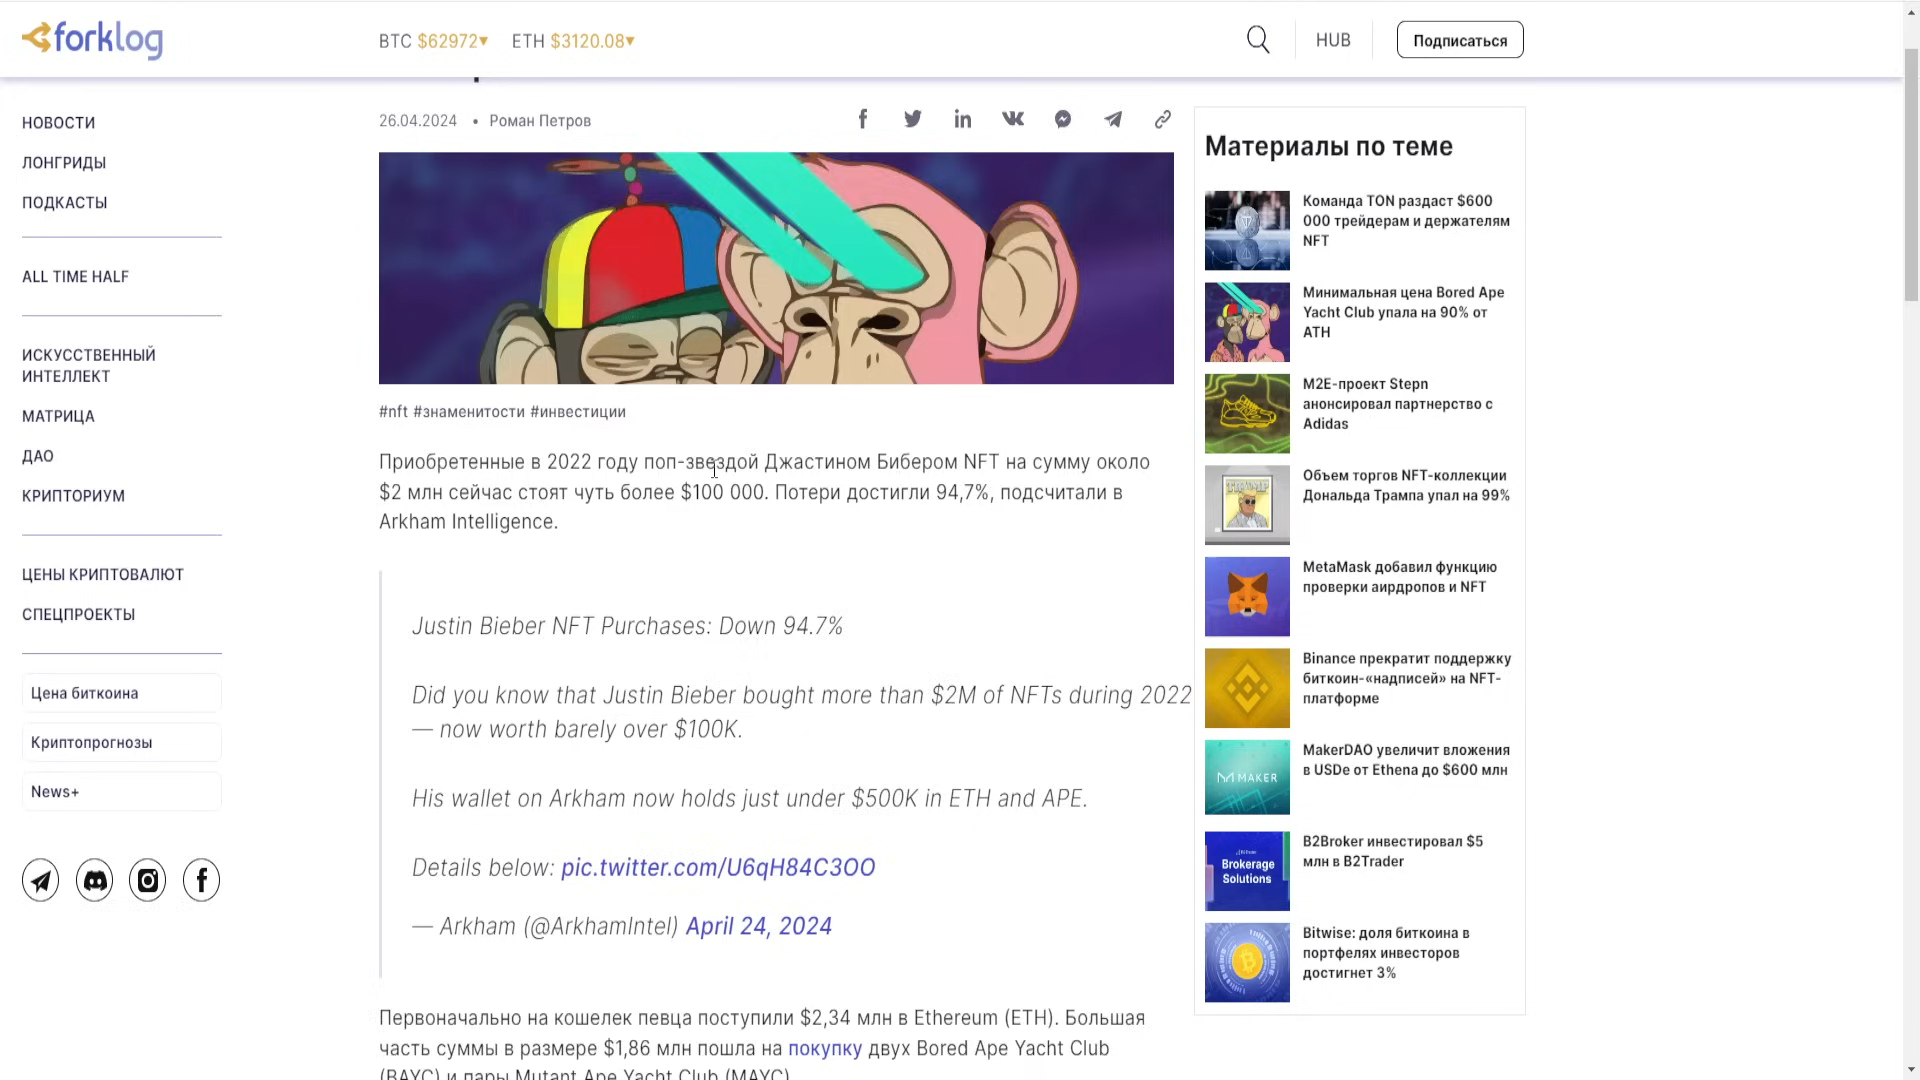 forklog
BTC $62972▾ ETH $3120.08▾
HUB
Подписаться
НОВОСТИ
ЛОНГРИДЫ
ПОДКАСТЫ
ALL TIME HALF
ИСКУССТВЕННЫЙ
ИНТЕЛЛЕКТ
МАТРИЦА
ДАО
КРИПТОРИУМ
ЦЕНЫ КРИПТОВАЛЮТ
СПЕЦПРОЕКТЫ
Цена биткоина
Криптопрогнозы
News+
26.04.2024 • Роман Петров
#nft #знаменитости #инвестиции
Приобретенные в 2022 году поп-звездой Джастином Бибером NFT на сумму около
$2 млн сейчас стоят чуть более $100 000. Потери достигли 94,7%, подсчитали в
Arkham Intelligence.
Justin Bieber NFT Purchases: Down 94.7%
Did you know that Justin Bieber bought more than $2M of NFTs during 2022
— now worth barely over $100K.
His wallet on Arkham now holds just under $500K in ETH and APE.
Details below: pic.twitter.com/U6qH84C3OO
— Arkham (@ArkhamIntel) April 24, 2024
Первоначально на кошелек певца поступили $2,34 млн в Ethereum (ETH). Большая
часть суммы в размере $1,86 млн пошла на покупку двух Bored Ape Yacht Club
(BAYC) и пары Mutant Ape Yacht Club (MAYC).
Материалы по теме
Команда TON раздаст $600
000 трейдерам и держателям
NFT
Минимальная цена Bored Ape
Yacht Club упала на 90% от
ATH
M2E-проект Stepn
анонсировал партнерство с
Adidas
Объем торгов NFT-коллекции
Дональда Трампа упал на 99%
MetaMask добавил функцию
проверки аирдропов и NFT
Binance прекратит поддержку
биткоин-«надписей» на NFT-
платформе
MAKER
MakerDAO увеличит вложения
в USDe от Ethena до $600 млн
Brokerage
Solutions
B2Broker инвестировал $5
млн в B2Trader
Bitwise: доля биткоина в
портфелях инвесторов
достигнет 3%